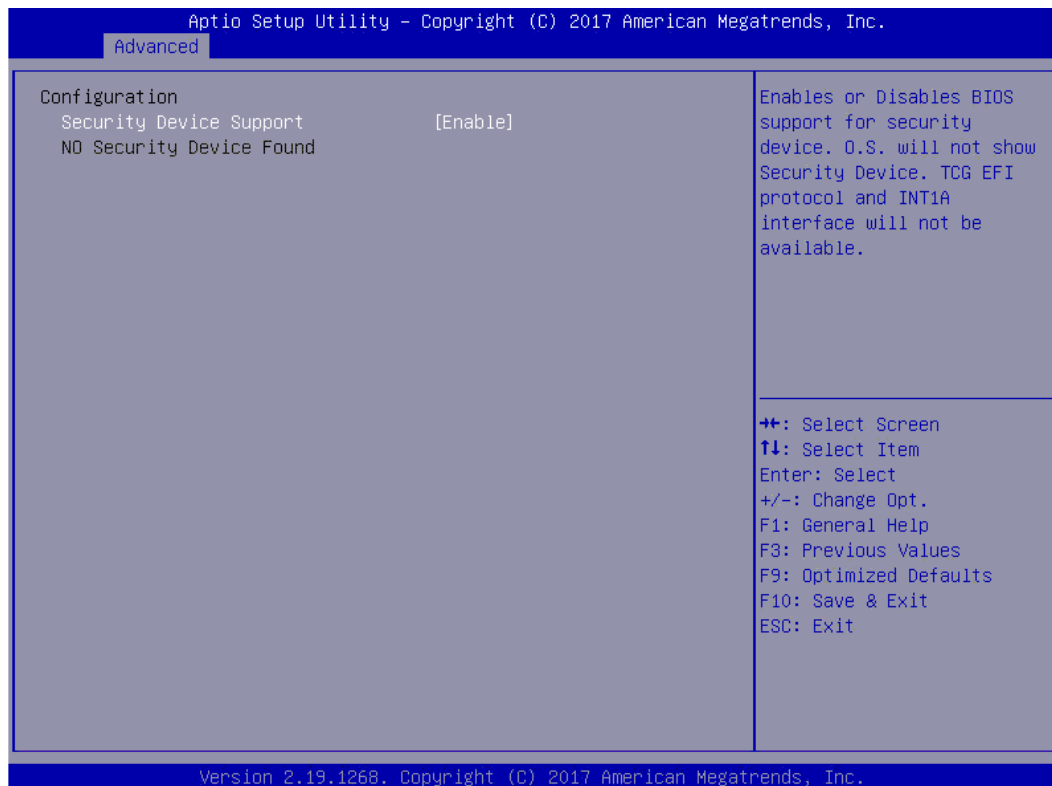 Aptio Setup Utility – Copyright (C) 2017 American Megatrends, Inc.
Advanced
Configuration
Security Device Support [Enable]
NO Security Device Found
Enables or Disables BIOS
support for security
device. O.S. will not show
Security Device. TCG EFI
protocol and INT1A
interface will not be
available.
→←: Select Screen
↑↓: Select Item
Enter: Select
+/-: Change Opt.
F1: General Help
F3: Previous Values
F9: Optimized Defaults
F10: Save & Exit
ESC: Exit
Version 2.19.1268. Copyright (C) 2017 American Megatrends, Inc.